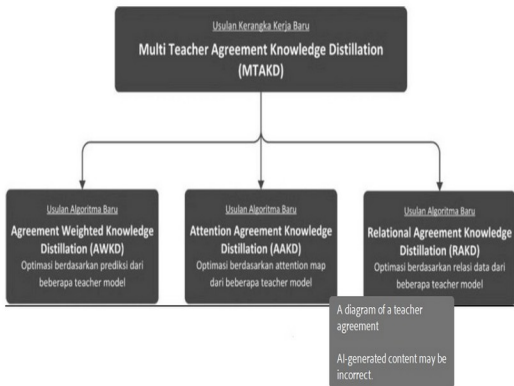 Usulan Kerangka Kerja Baru
Multi Teacher Agreement Knowledge Distillation
(MTAKD)
Usulan Algoritma Baru
Agreement Weighted Knowledge
Distillation (AWKD)
Optimasi berdasarkan prediksi dari
beberapa teacher model
Usulan Algoritma Baru
Attention Agreement Knowledge
Distillation (AAKD)
Optimasi berdasarkan attention map
dari beberapa teacher model
Usulan Algoritma Baru
Relational Agreement Knowledge
Distillation (RAKD)
Optimasi berdasarkan relasi data dari
beberapa teacher model
A diagram of a teacher
agreement
AI-generated content may be
incorrect.